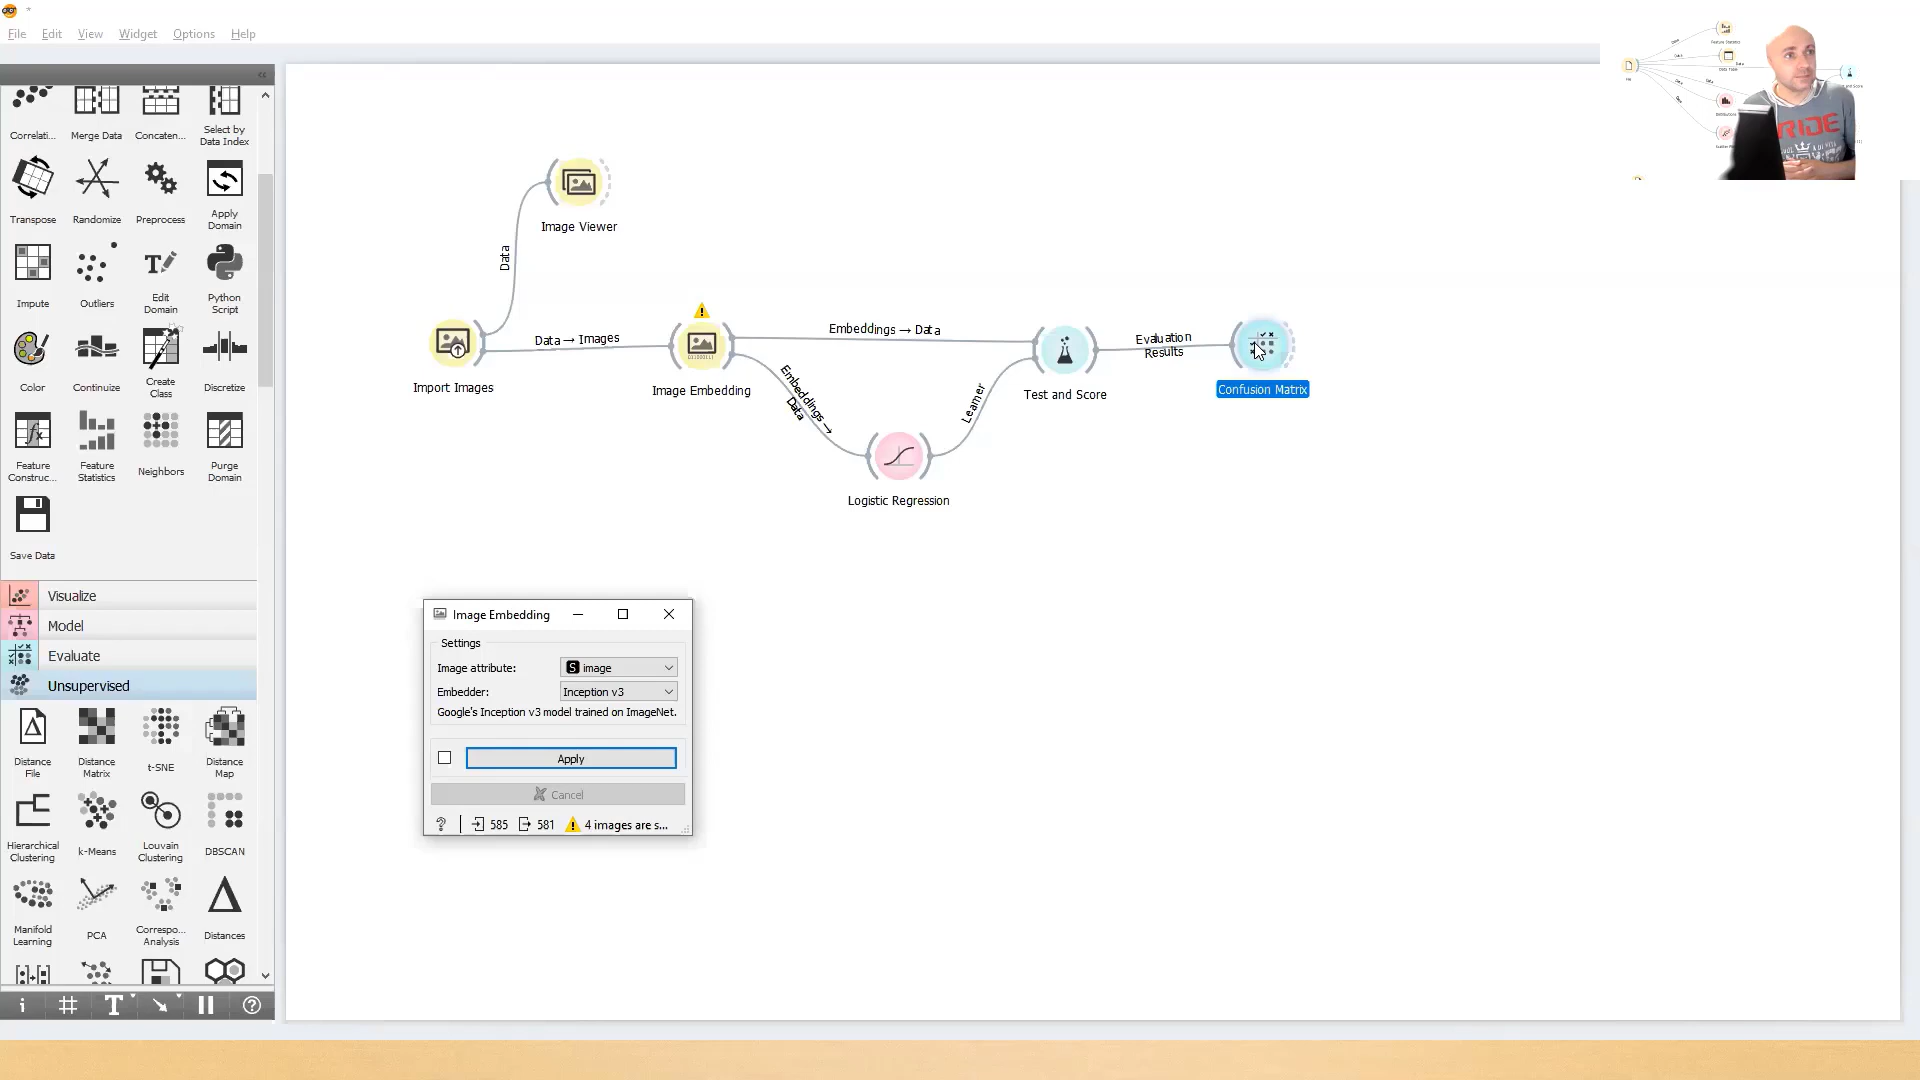 File Edit View Widget Options Help
Correlati... Merge Data Concaten... Select by
Data Index
Transpose Randomize Preprocess Apply
Domain
Impute Outliers Edit
Domain Python
Script
Color Continuize Create
Class Discretize
Feature
Construc... Feature
Statistics Neighbors Purge
Domain
Save Data
Visualize
Model
Evaluate
Unsupervised
Distance
File Distance
Matrix t-SNE Distance
Map
Hierarchical
Clustering k-Means Louvain
Clustering DBSCAN
Manifold
Learning PCA Correspo...
Analysis Distances
Image Viewer
Data
Import Images
Data → Images
Image Embedding
Embeddings → Data
Embeddings →
Data
Logistic Regression
Learner
Test and Score
Evaluation
Results
Confusion Matrix
Image Embedding
Settings
Image attribute: S image
Embedder: Inception v3
Google's Inception v3 model trained on ImageNet.
Apply
Cancel
? 585 581 4 images are s...
Feature Statistics
Data Table
RIDE